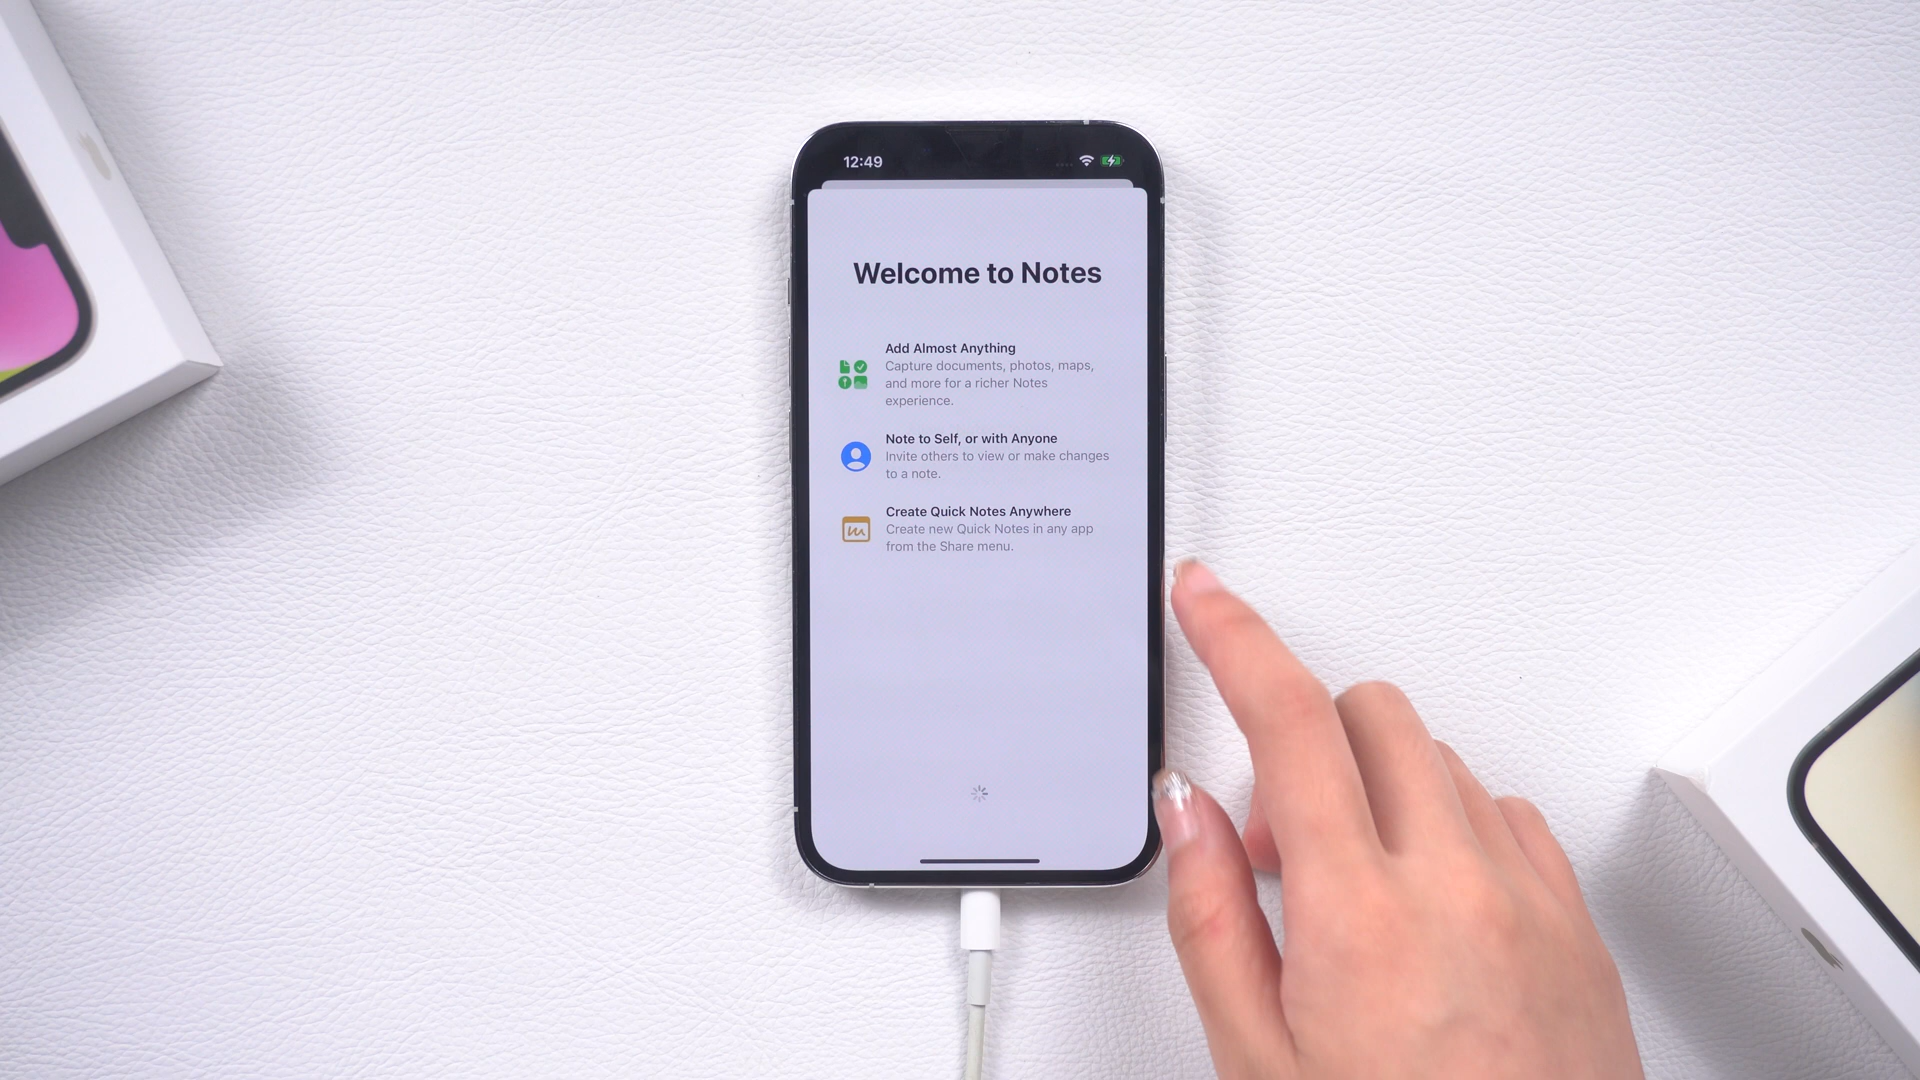 12:49
Welcome to Notes
Add Almost Anything
Capture documents, photos, maps,
and more for a richer Notes
experience.
Note to Self, or with Anyone
Invite others to view or make changes
to a note.
Create Quick Notes Anywhere
Create new Quick Notes in any app
from the Share menu.